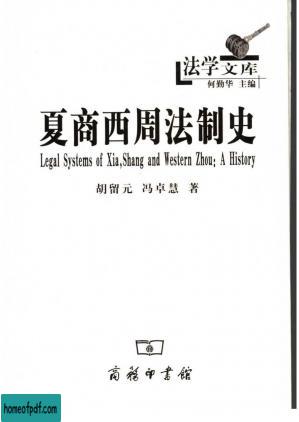 法学文库
何勤华 主编
夏商西周法制史
Legal Systems of Xia,Shang and Western Zhou: A History
胡留元 冯卓慧 著
商务印书馆
homeofpdf.com